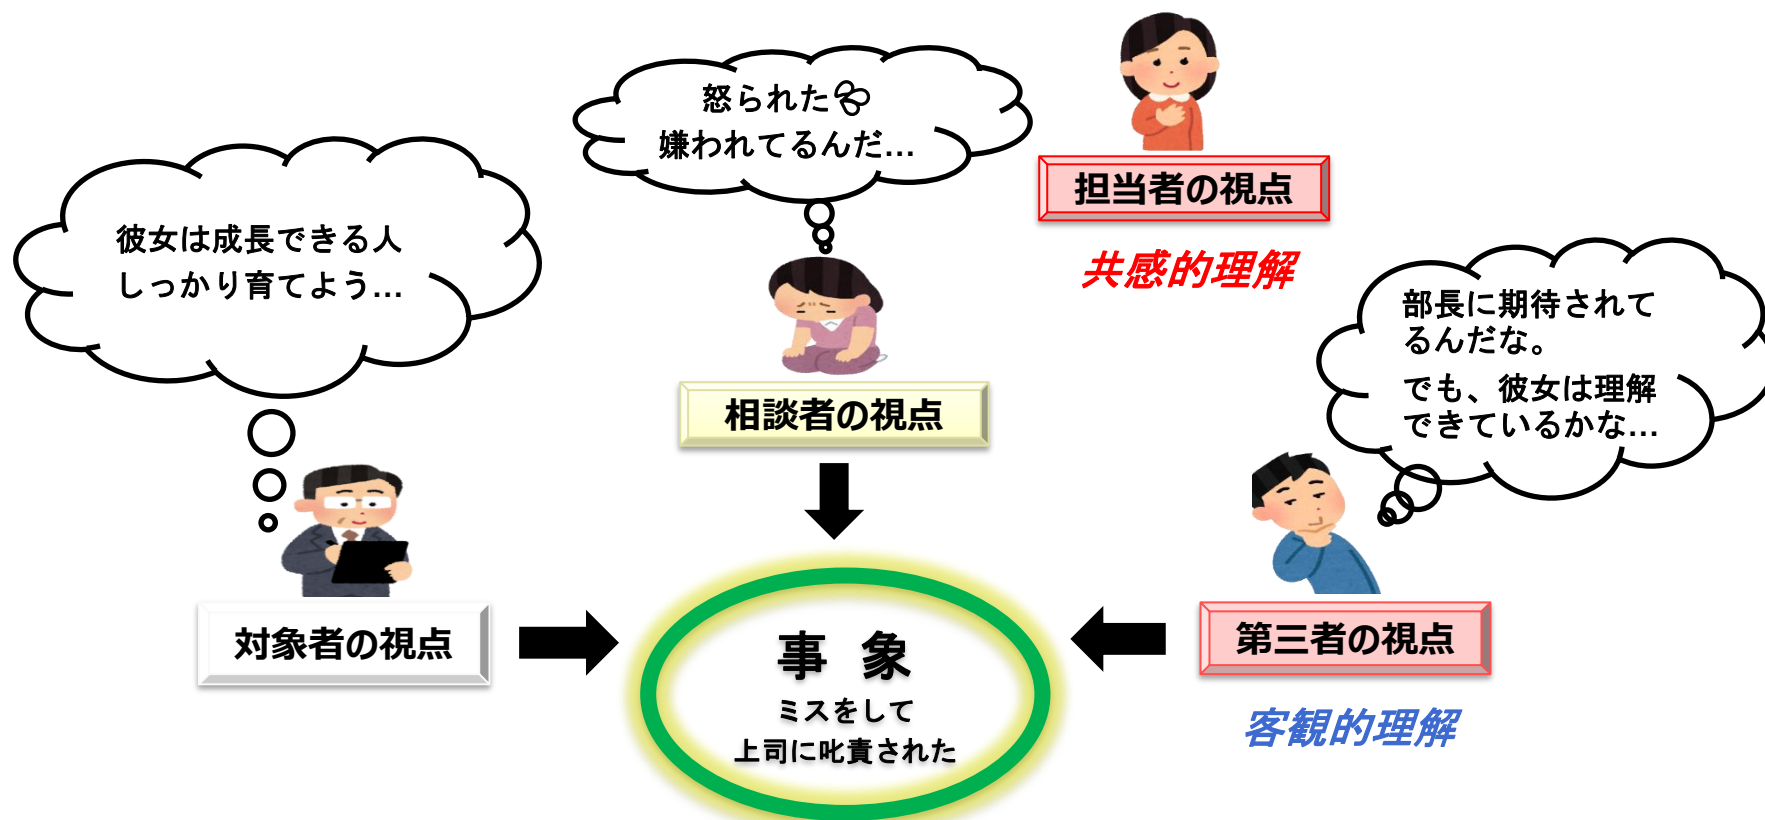 怒られた
嫌われてるんだ…
担当者の視点
共感的理解
彼女は成長できる人
しっかり育てよう…
部長に期待されて
るんだな。
でも、彼女は理解
できているかな…
相談者の視点
対象者の視点
事 象
ミスをして
上司に叱責された
第三者の視点
客観的理解